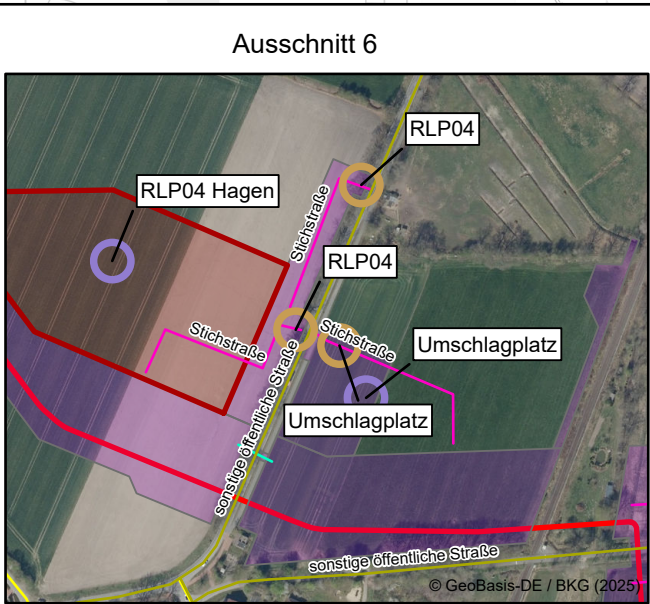 Ausschnitt 6
RLP04
RLP04 Hagen
Stichstraße
RLP04
Stichstraße
Stichstraße
Umschlagplatz
Umschlagplatz
sonstige öffentliche Straße
sonstige öffentliche Straße
© GeoBasis-DE / BKG (2025)